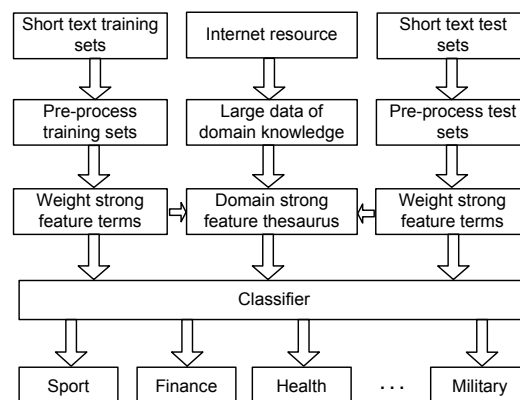 Short text training
sets
Internet resource
Short text test
sets
Pre-process
training sets
Large data of
domain knowledge
Pre-process test
sets
Weight strong
feature terms
Domain strong
feature thesaurus
Weight strong
feature terms
Classifier
Sport
Finance
Health
...
Military